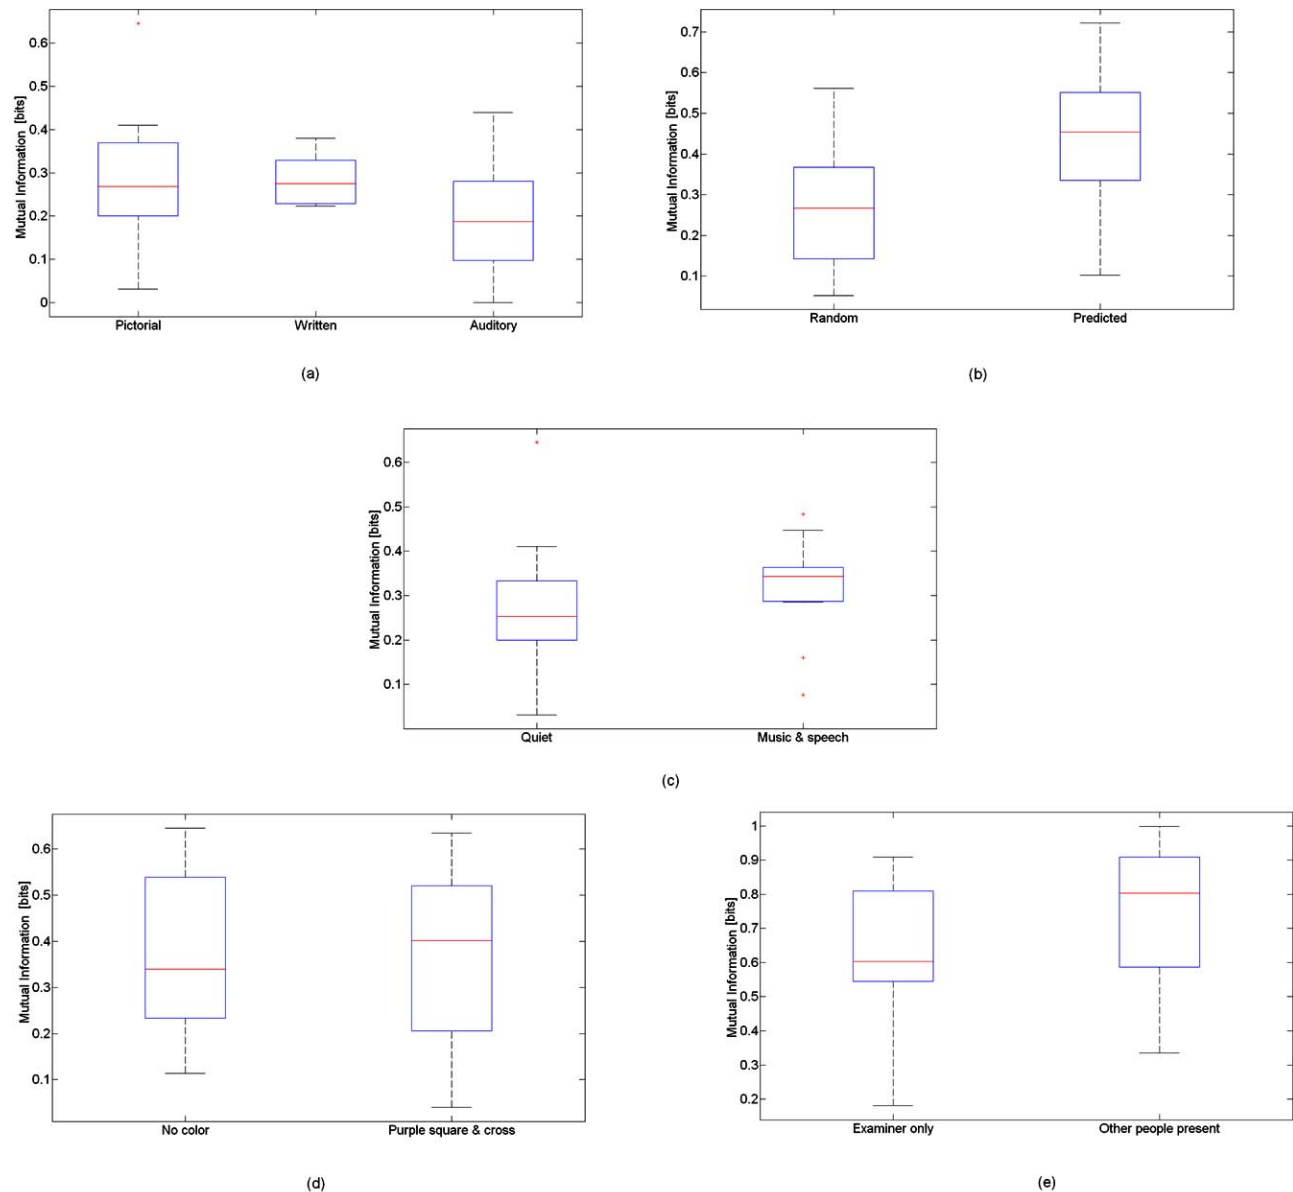 Mutual Information [bits]
0.6
0.5
0.4
0.3
0.2
0.1
0
Pictorial Written Auditory
(a)
Mutual Information [bits]
0.7
0.6
0.5
0.4
0.3
0.2
0.1
Random Predicted
(b)
Mutual Information [bits]
0.6
0.5
0.4
0.3
0.2
0.1
Quiet Music & speech
(c)
Mutual Information [bits]
0.6
0.5
0.4
0.3
0.2
0.1
No color Purple square & cross
(d)
Mutual Information [bits]
1
0.9
0.8
0.7
0.6
0.5
0.4
0.3
0.2
Examiner only Other people present
(e)